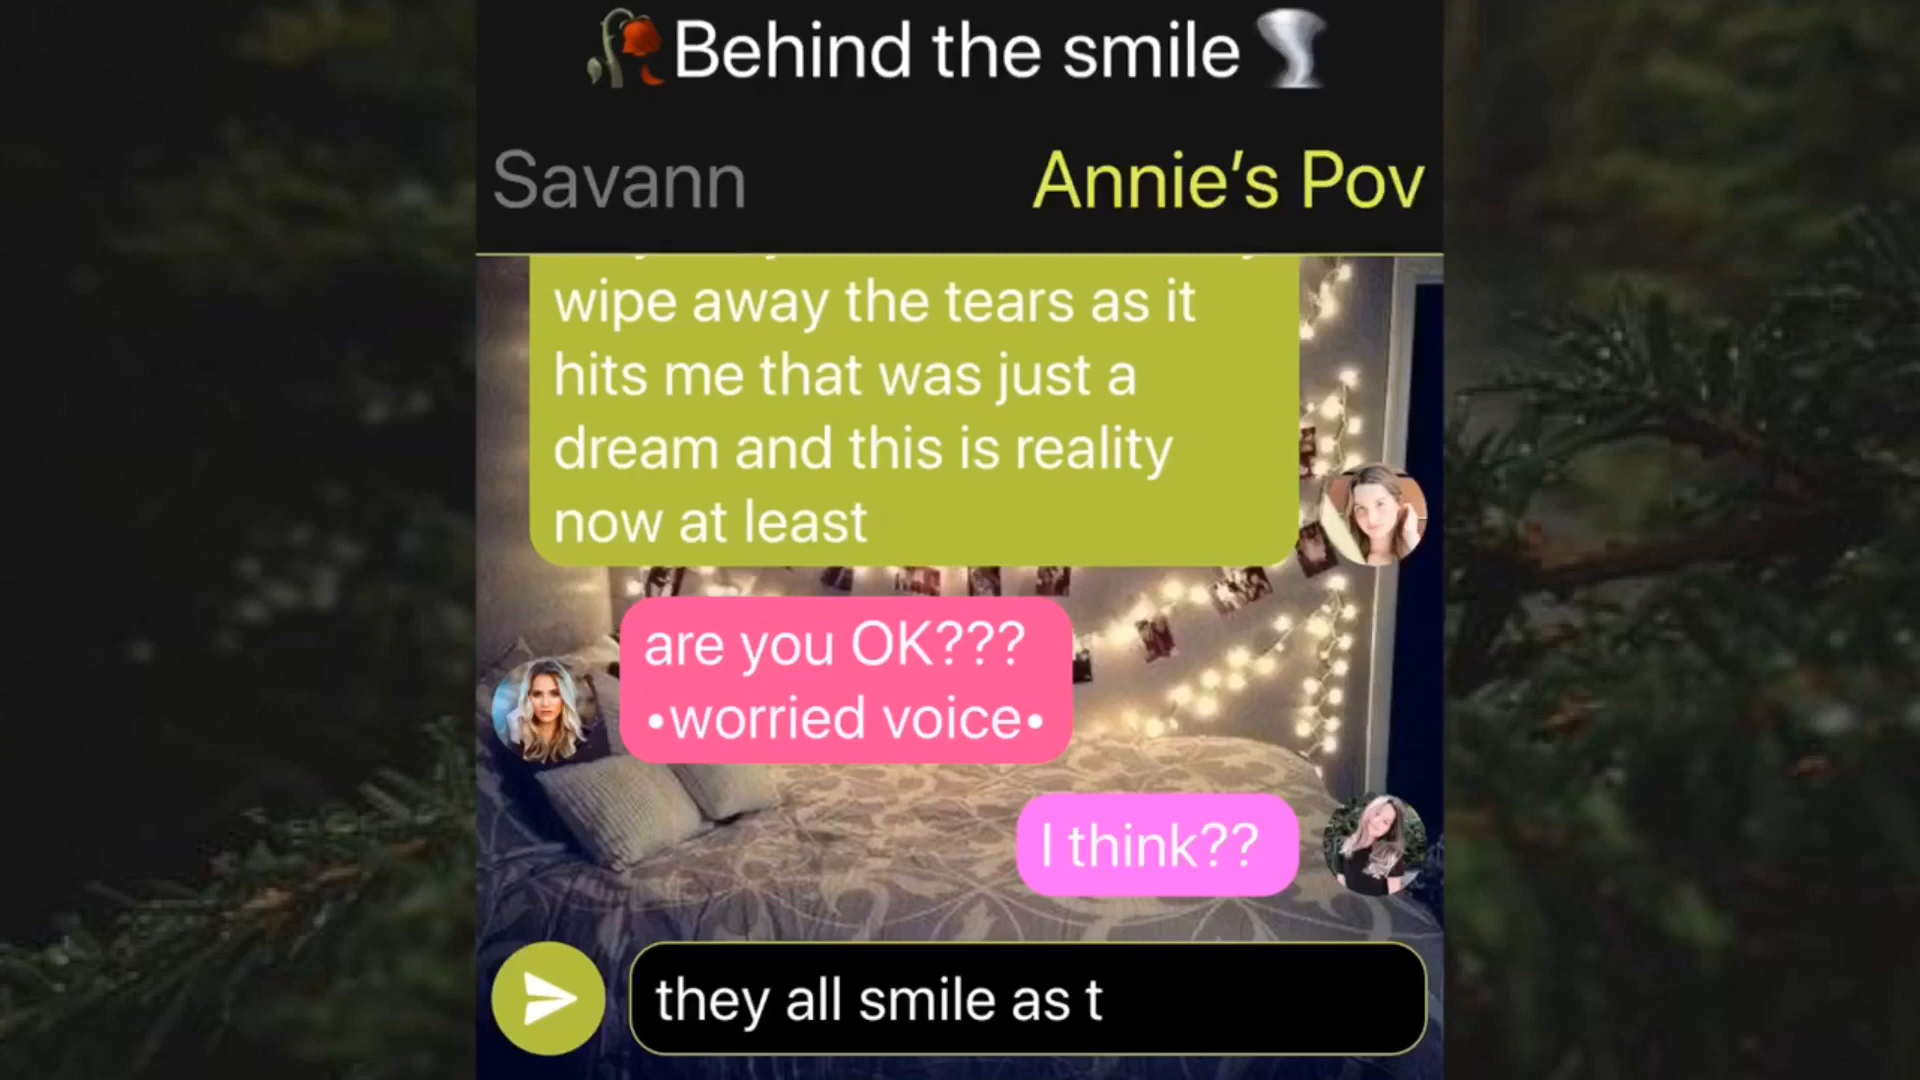 🥀Behind the smile🌪
Savann
Annie's Pov
wipe away the tears as it
hits me that was just a
dream and this is reality
now at least
are you OK???
•worried voice•
I think??
they all smile as t